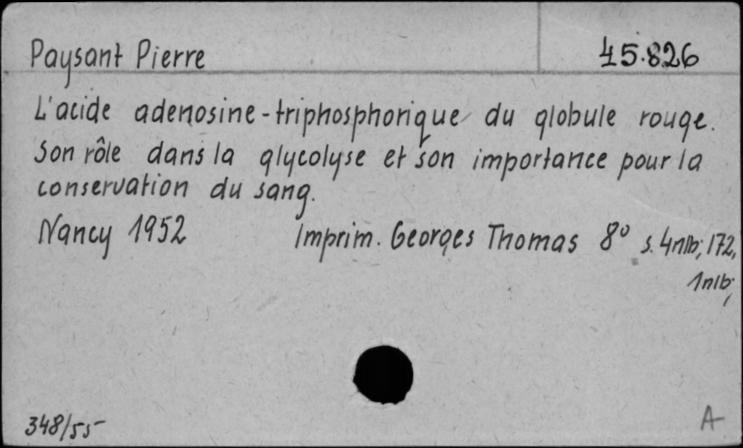 Paysant Pierre 45.826
L'acide adenosine-triphosphorique du globule rouge.
Son rôle dans la glycolyse et son importance pour la
conservation du sang.
Nancy 1952 Imprim. Georges Thomas 8° s. 4nlb; 172,
1nlb;
348/55 A